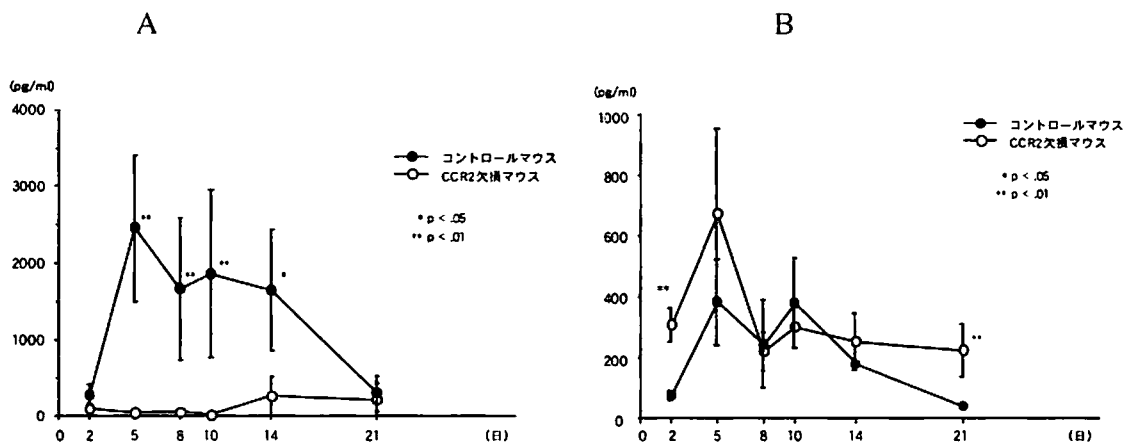 A
(pg/ml)
4000
3000
2000
1000
0
0 2 5 8 10 14 21 (日)
コントロールマウス
CCR2欠損マウス
* p < .05
** p < .01
**
**
**
*
B
(pg/ml)
1000
800
600
400
200
0
0 2 5 8 10 14 21 (日)
コントロールマウス
CCR2欠損マウス
* p < .05
** p < .01
**
**